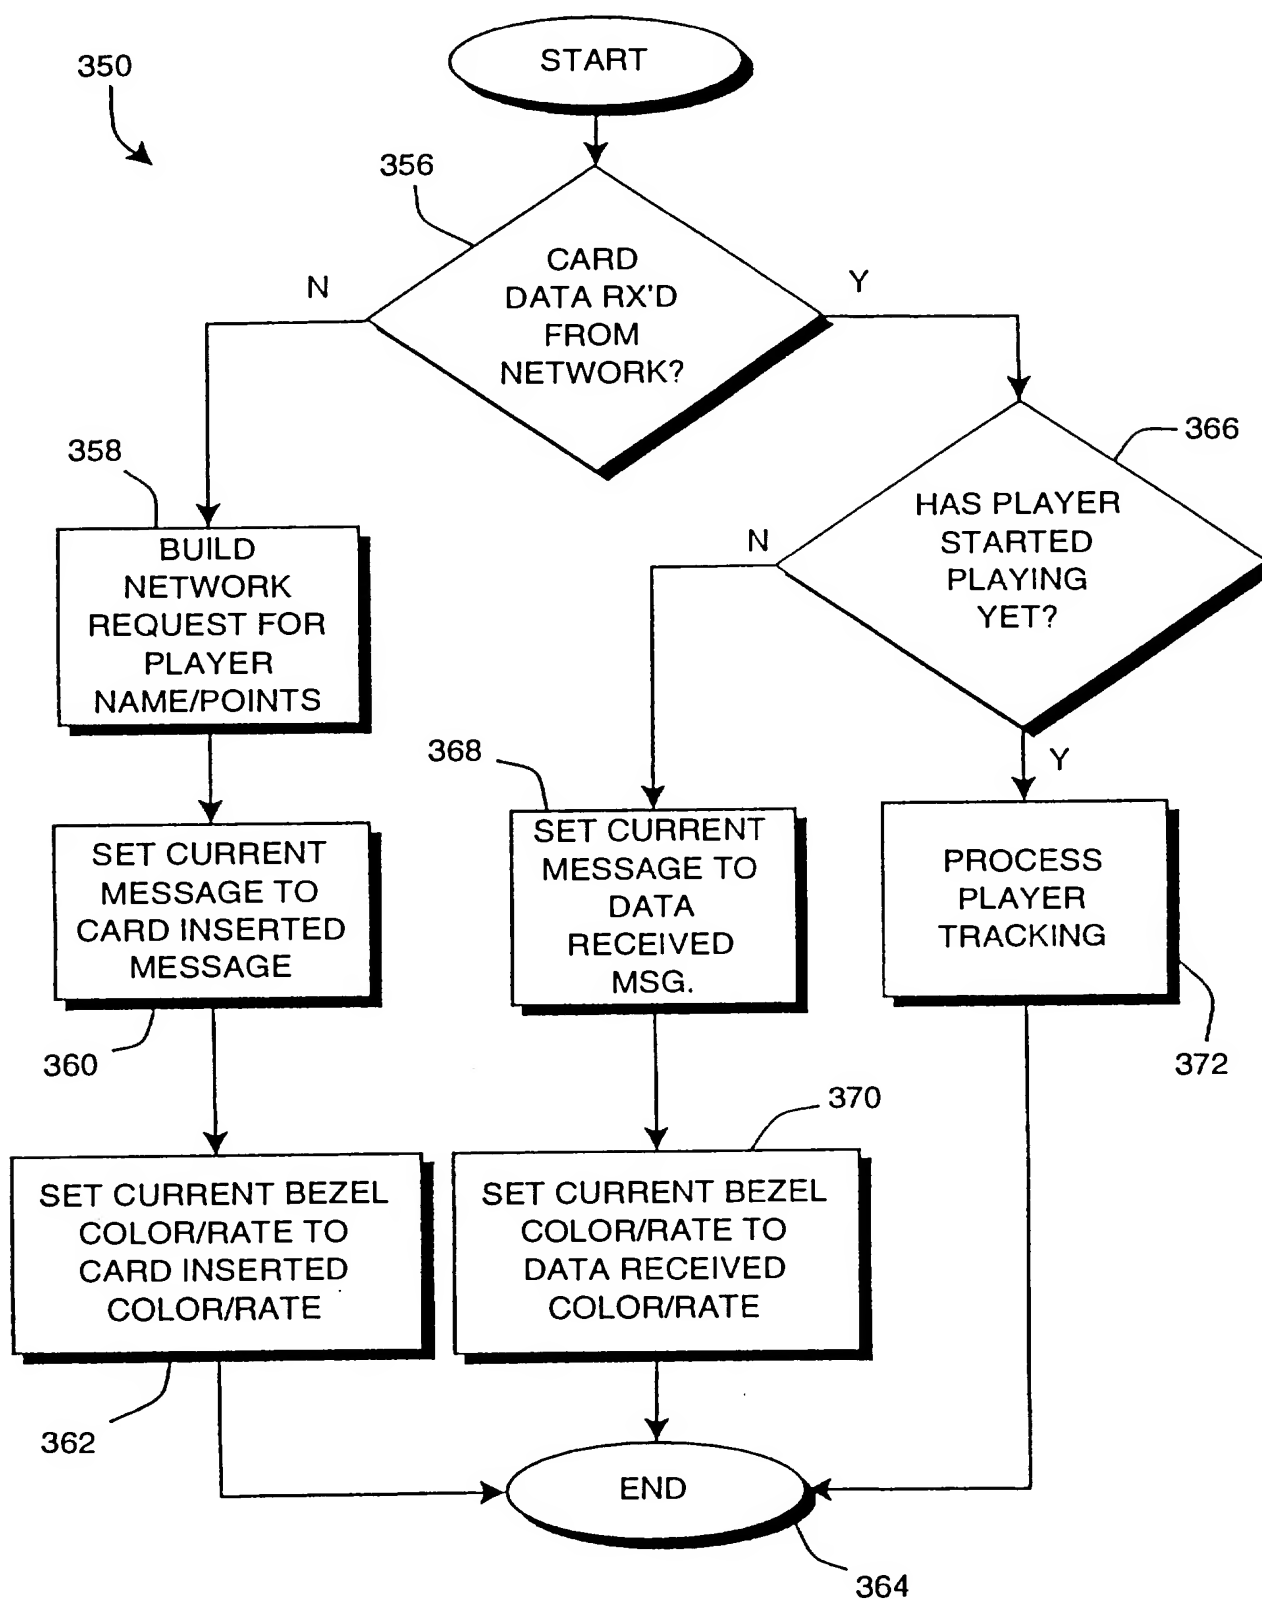 START
350
356
CARD
DATA RX'D
FROM
NETWORK?
N
Y
358
366
BUILD
NETWORK
REQUEST FOR
PLAYER
NAME/POINTS
HAS PLAYER
STARTED
PLAYING
YET?
N
Y
368
SET CURRENT
MESSAGE TO
CARD INSERTED
MESSAGE
SET CURRENT
MESSAGE TO
DATA
RECEIVED
MSG.
PROCESS
PLAYER
TRACKING
360
372
370
SET CURRENT BEZEL
COLOR/RATE TO
CARD INSERTED
COLOR/RATE
SET CURRENT BEZEL
COLOR/RATE TO
DATA RECEIVED
COLOR/RATE
362
END
364